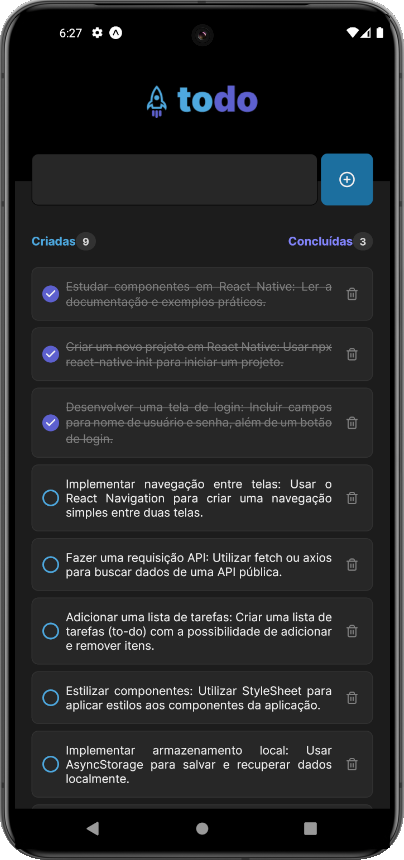 6:27
todo
Criadas 9
Concluídas 3
Estudar componentes em React Native: Ler a
documentação e exemplos práticos.
Criar um novo projeto em React Native: Usar npx
react-native init para iniciar um projeto.
Desenvolver uma tela de login: Incluir campos
para nome de usuário e senha, além de um botão
de login.
Implementar navegação entre telas: Usar o
React Navigation para criar uma navegação
simples entre duas telas.
Fazer uma requisição API: Utilizar fetch ou axios
para buscar dados de uma API pública.
Adicionar uma lista de tarefas: Criar uma lista de
tarefas (to-do) com a possibilidade de adicionar
e remover itens.
Estilizar componentes: Utilizar StyleSheet para
aplicar estilos aos componentes da aplicação.
Implementar armazenamento local: Usar
AsyncStorage para salvar e recuperar dados
localmente.